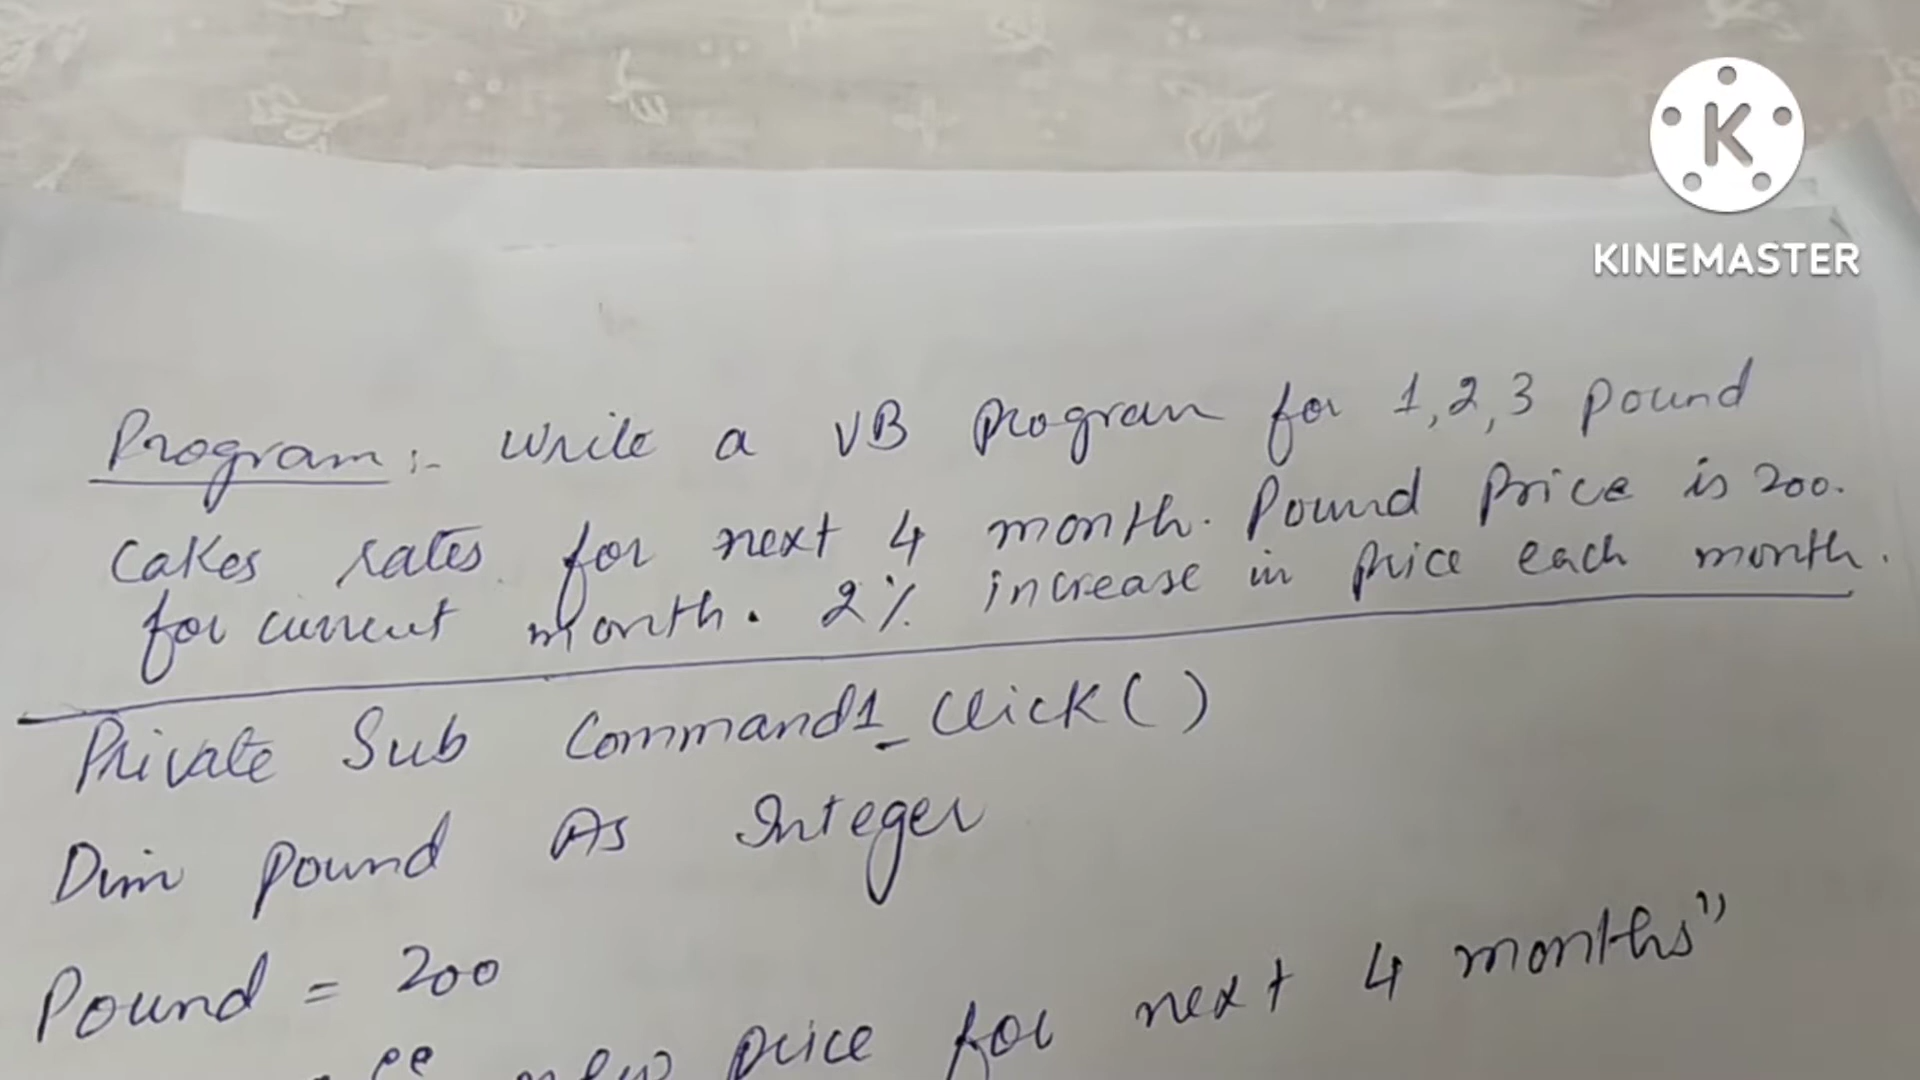 K
KINEMASTER
Program:- Write a VB Program for 1,2,3 Pound
Cakes rates for next 4 month. Pound Price is 200.
for current month. 2% increase in price each month.
Private Sub Command1_Click()
Dim Pound As Integer
Pound = 200
"new price for next 4 months"